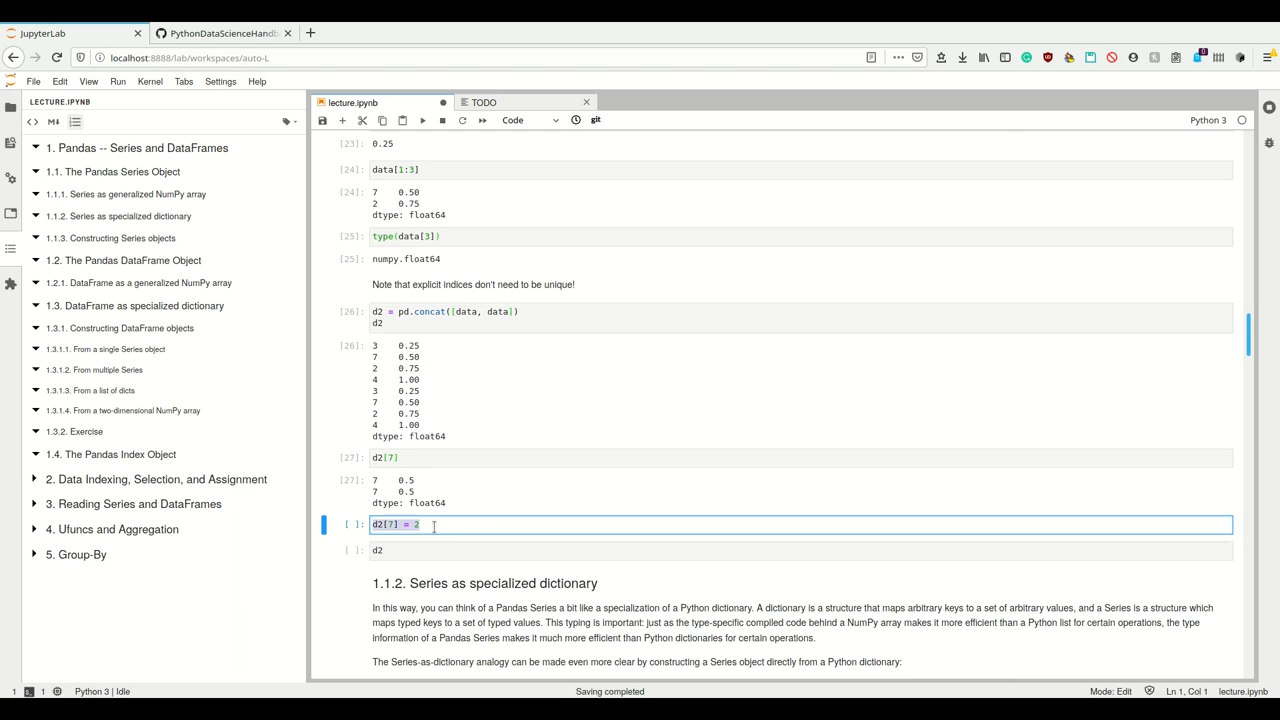 JupyterLab
PythonDataScienceHandb
localhost:8888/lab/workspaces/auto-L
File Edit View Run Kernel Tabs Settings Help
LECTURE.IPYNB
1. Pandas -- Series and DataFrames
1.1. The Pandas Series Object
1.1.1. Series as generalized NumPy array
1.1.2. Series as specialized dictionary
1.1.3. Constructing Series objects
1.2. The Pandas DataFrame Object
1.2.1. DataFrame as a generalized NumPy array
1.3. DataFrame as specialized dictionary
1.3.1. Constructing DataFrame objects
1.3.1.1. From a single Series object
1.3.1.2. From multiple Series
1.3.1.3. From a list of dicts
1.3.1.4. From a two-dimensional NumPy array
1.3.2. Exercise
1.4. The Pandas Index Object
2. Data Indexing, Selection, and Assignment
3. Reading Series and DataFrames
4. Ufuncs and Aggregation
5. Group-By
lecture.ipynb
TODO
Code
git
Python 3
[23]: 0.25
[24]: data[1:3]
[24]: 7 0.50
2 0.75
dtype: float64
[25]: type(data[3])
[25]: numpy.float64
Note that explicit indices don't need to be unique!
[26]: d2 = pd.concat([data, data])
d2
[26]: 3 0.25
7 0.50
2 0.75
4 1.00
3 0.25
7 0.50
2 0.75
4 1.00
dtype: float64
[27]: d2[7]
[27]: 7 0.5
7 0.5
dtype: float64
[ ]: d2[7] = 2
[ ]: d2
1.1.2. Series as specialized dictionary
In this way, you can think of a Pandas Series a bit like a specialization of a Python dictionary. A dictionary is a structure that maps arbitrary keys to a set of arbitrary values, and a Series is a structure which
maps typed keys to a set of typed values. This typing is important: just as the type-specific compiled code behind a NumPy array makes it more efficient than a Python list for certain operations, the type
information of a Pandas Series makes it much more efficient than Python dictionaries for certain operations.
The Series-as-dictionary analogy can be made even more clear by constructing a Series object directly from a Python dictionary:
1 1 Python 3 | Idle
Saving completed
Mode: Edit Ln 1, Col 1 lecture.ipynb